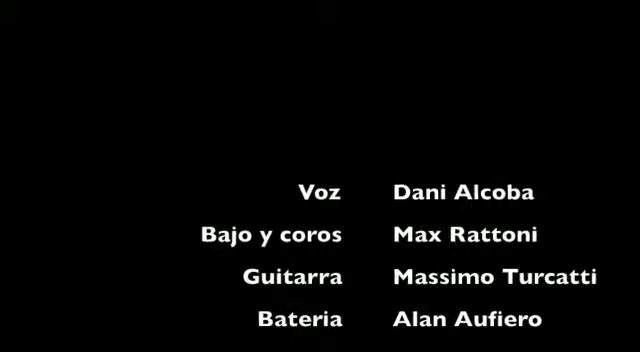 Voz Dani Alcoba
Bajo y coros Max Rattoni
Guitarra Massimo Turcatti
Bateria Alan Aufiero